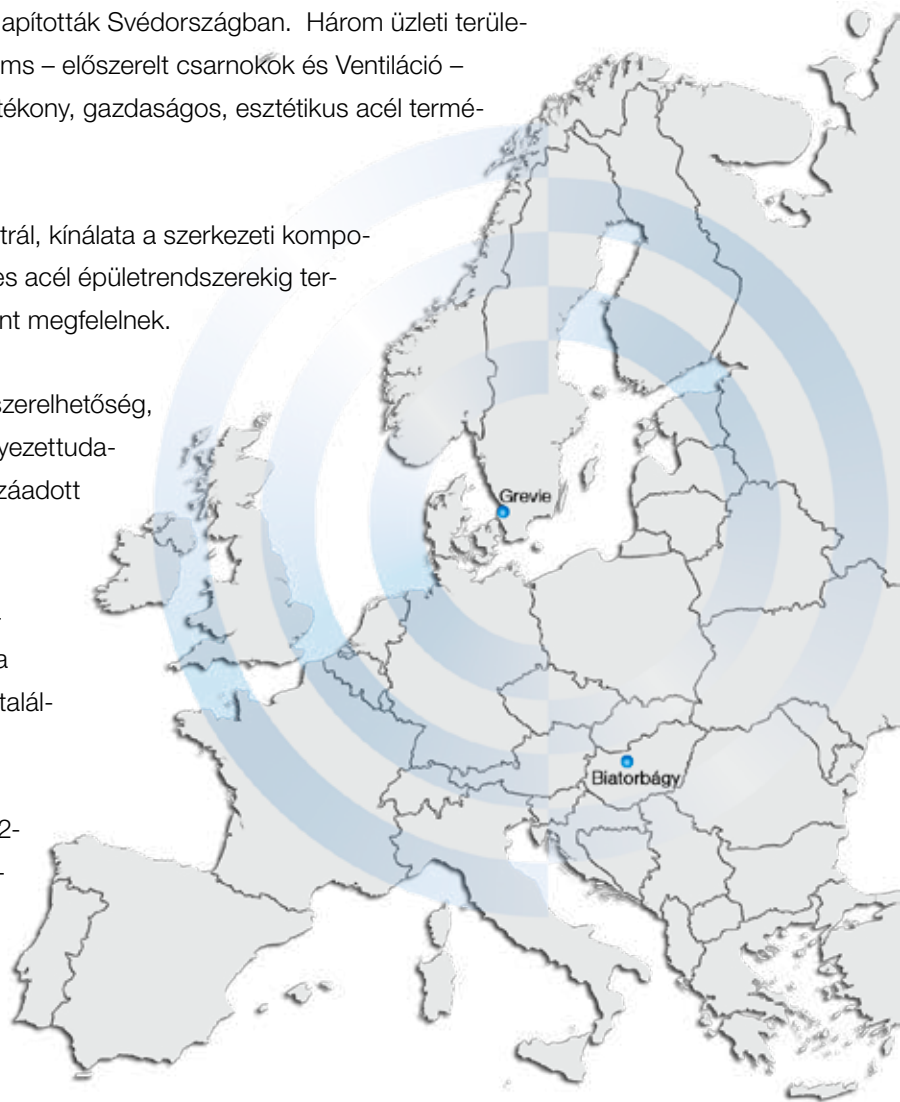 apították Svédországban. Három üzleti terüle-
ms – előszerelt csarnokok és Ventiláció –
tékony, gazdaságos, esztétikus acél termé-
trál, kínálata a szerkezeti kompo-
es acél épületrendszerekig ter-
nt megfelelnek.
szerelhetőség,
yezettuda-
záadott
-
a
talál-
2-
-
Grevie
Biatorbágy